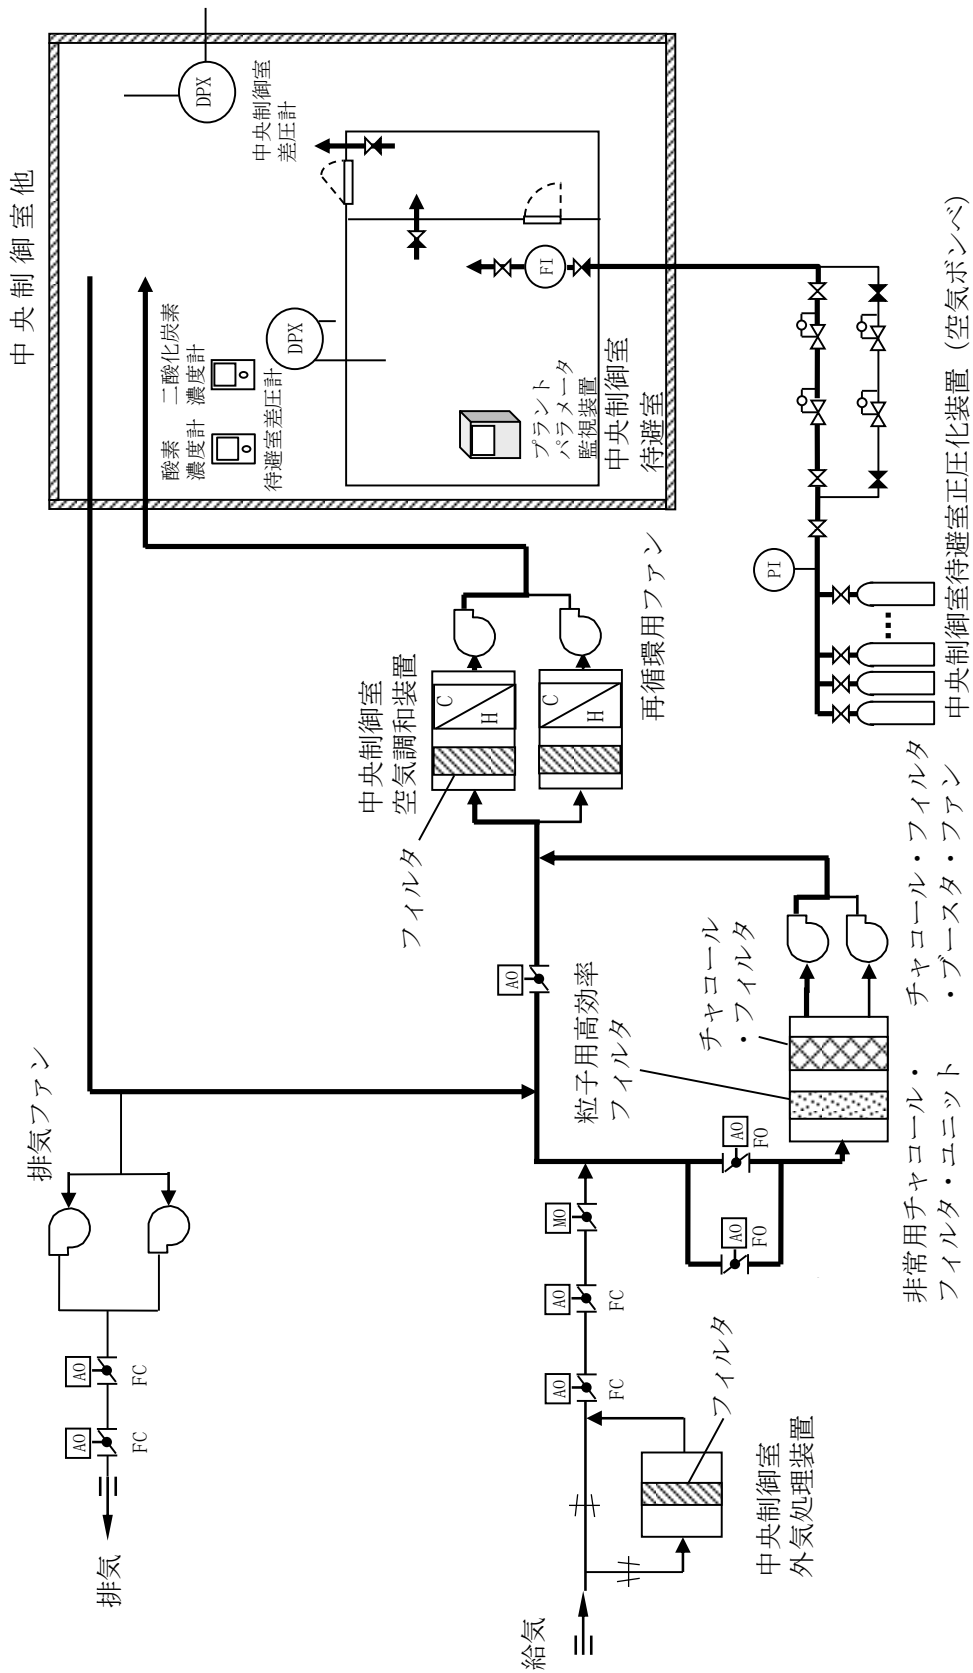 中央制御室他
DPX
中央制御室
差圧計
二酸化炭素
濃度計
酸素
濃度計
待避室差圧計
DPX
FI
プラント
パラメータ
監視装置
中央制御室
待避室
PI
中央制御室待避室正圧化装置(空気ボンベ)
中央制御室
空気調和装置
C
H
C
H
再循環用ファン
フィルタ
AO
排気ファン
粒子用高効率
フィルタ
チャコール
・フィルタ
チャコール・フィルタ
・ブースタ・ファン
非常用チャコール・
フィルタ・ユニット
AO
FO
AO
FO
MO
AO
FC
AO
FC
AO
FC
AO
FC
排気
給気
フィルタ
中央制御室
外気処理装置